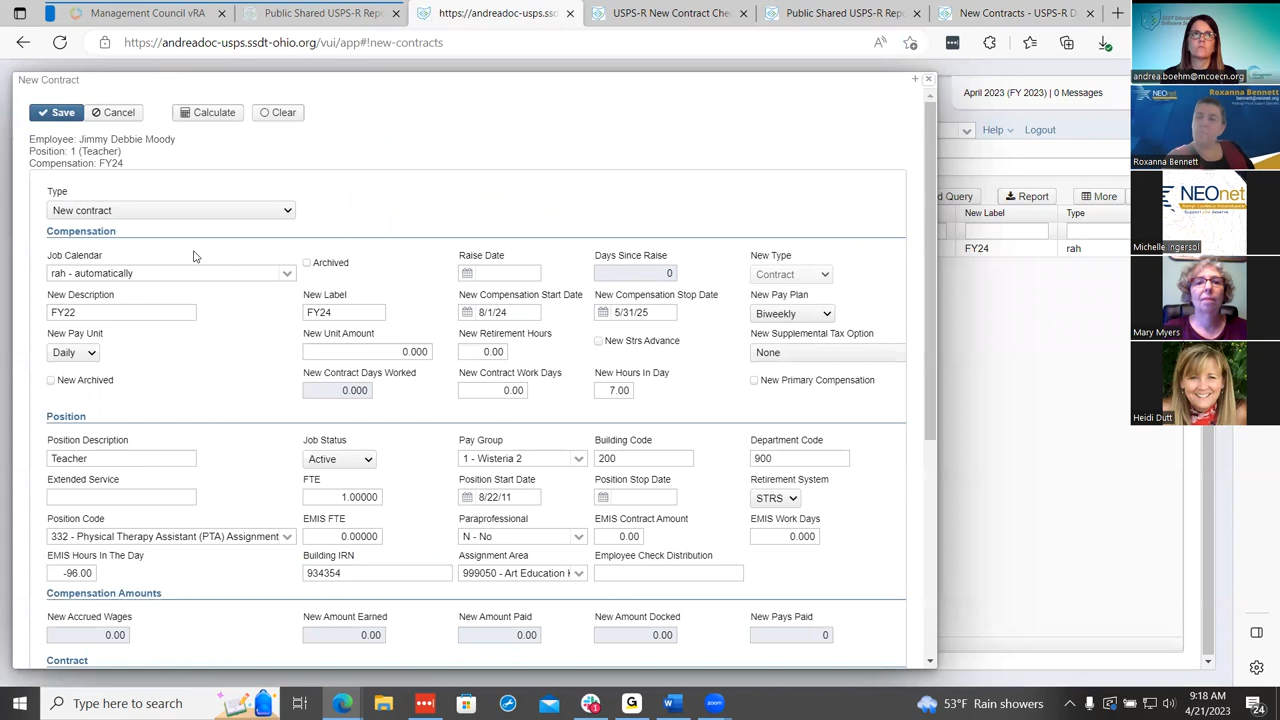 Management Council vRA
Public Shared USPS-R Repo
https://andreadoc-usps.ssd
USPS - New Contract Che
Public Shared USPS-R Rep
New Contracts - USPS-R D
https://andreadoc-usps.ssdt-ohio.org/vui/app#!new-contracts
New Contract
April 2023 (FY 2023) | 0 Messages
Save
Cancel
Calculate
Clear
Help
Logout
Employee: Jimmy Debbie Moody
Position: 1 (Teacher)
Compensation: FY24
d Query
Report
More
New Label
Type
FY24
rah
Type
New contract
Compensation
Job Calendar
Archived
Raise Date
Days Since Raise
New Type
rah - automatically
0
Contract
New Description
New Label
New Compensation Start Date
New Compensation Stop Date
New Pay Plan
FY22
FY24
8/1/24
5/31/25
Biweekly
New Pay Unit
New Unit Amount
New Retirement Hours
New Strs Advance
New Supplemental Tax Option
Daily
0.000
0.00
None
New Archived
New Contract Days Worked
New Contract Work Days
New Hours In Day
New Primary Compensation
0.000
0.00
7.00
Position
Position Description
Job Status
Pay Group
Building Code
Department Code
Teacher
Active
1 - Wisteria 2
200
900
Extended Service
FTE
Position Start Date
Position Stop Date
Retirement System
1.00000
8/22/11
STRS
Position Code
EMIS FTE
Paraprofessional
EMIS Contract Amount
EMIS Work Days
332 - Physical Therapy Assistant (PTA) Assignment
0.00000
N - No
0.00
0.000
EMIS Hours In The Day
Building IRN
Assignment Area
Employee Check Distribution
-96.00
934354
999050 - Art Education K
Compensation Amounts
New Accrued Wages
New Amount Earned
New Amount Paid
New Amount Docked
New Pays Paid
0.00
0.00
0.00
0.00
0
Contract
andrea.boehm@mcoecn.org
NEOnet
Roxanna Bennett
bennett@neonet.org
Roxanna Bennett
NEOnet
Michelle Ingersol
Mary Myers
Heidi Dutt
Type here to search
53°F Rain showers
9:18 AM
4/21/2023
24